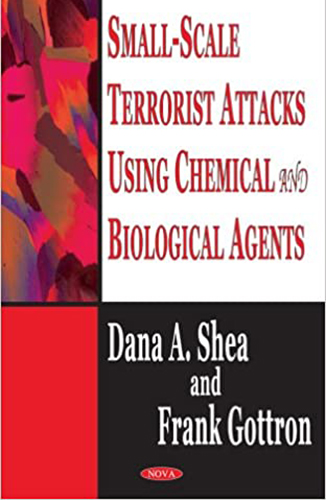 SMALL-SCALE
TERRORIST ATTACKS
USING CHEMICAL AND
BIOLOGICAL AGENTS
Dana A. Shea
and
Frank Gottron
NOVA